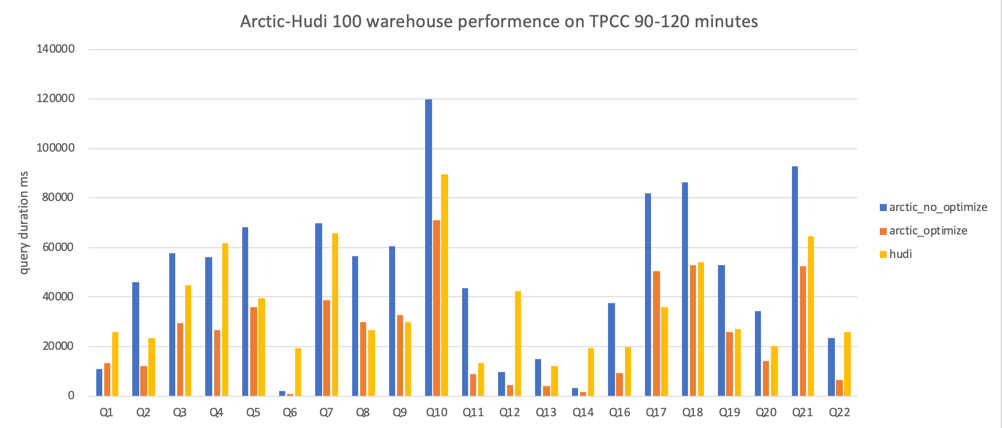 Arctic-Hudi 100 warehouse performence on TPCC 90-120 minutes
140000
120000
100000
80000
60000
40000
20000
0
query duration ms
Q1 Q2 Q3 Q4 Q5 Q6 Q7 Q8 Q9 Q10 Q11 Q12 Q13 Q14 Q16 Q17 Q18 Q19 Q20 Q21 Q22
arctic_no_optimize
arctic_optimize
hudi